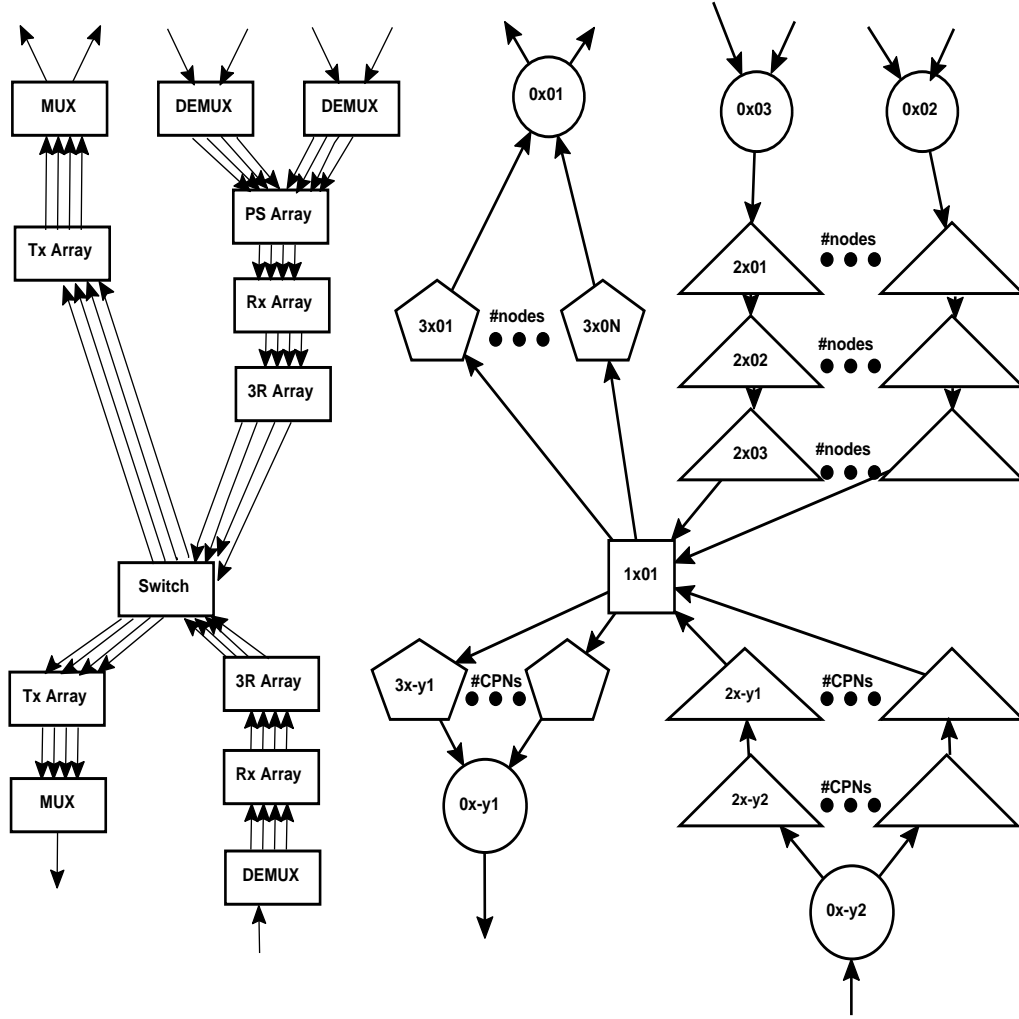 MUX
DEMUX
DEMUX
PS Array
Tx Array
Rx Array
3R Array
Switch
Tx Array
3R Array
MUX
Rx Array
DEMUX
0x01
0x03
0x02
#nodes
2x01
3x01
#nodes
3x0N
2x02
#nodes
2x03
#nodes
1x01
3x-y1
#CPNs
2x-y1
#CPNs
0x-y1
2x-y2
#CPNs
0x-y2